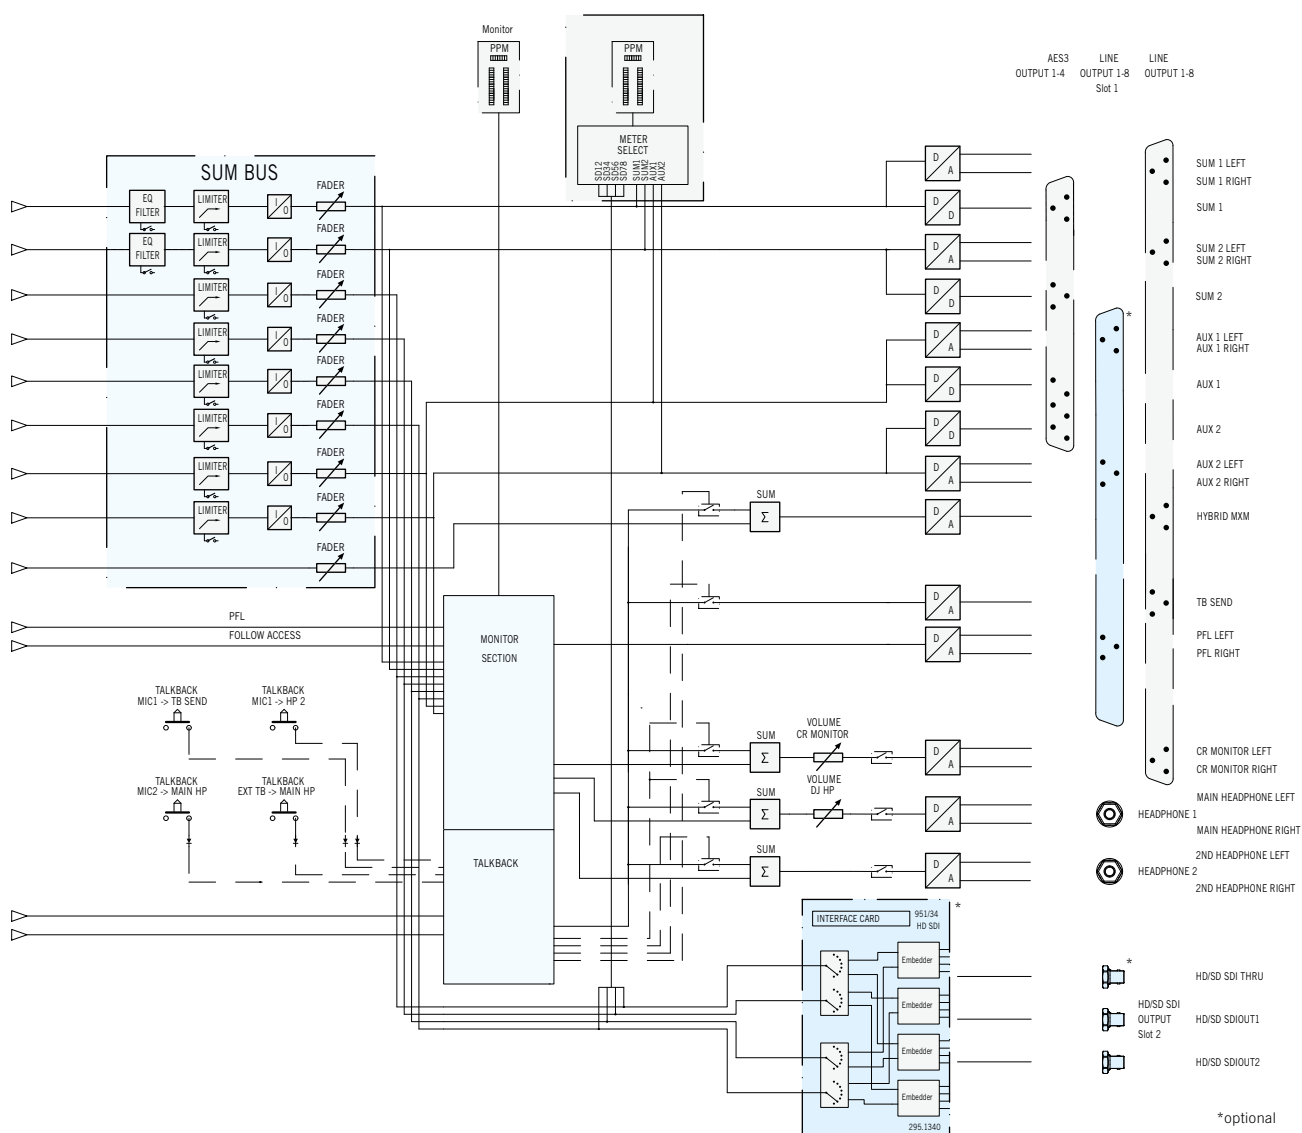 Monitor
PPM
PPM
METER
SELECT
SD12
SD34
SD56
SD78
SUM1
SUM2
AUX1
AUX2
AES3
OUTPUT 1-4
LINE
OUTPUT 1-8
Slot 1
LINE
OUTPUT 1-8
SUM BUS
EQ
FILTER
LIMITER
I/O
FADER
EQ
FILTER
LIMITER
I/O
FADER
LIMITER
I/O
FADER
LIMITER
I/O
FADER
LIMITER
I/O
FADER
LIMITER
I/O
FADER
LIMITER
I/O
FADER
LIMITER
I/O
FADER
FADER
D A
D D
D A
D D
D A
D D
D D
D A
D A
D A
D A
D A
D A
D A
SUM 1 LEFT
SUM 1 RIGHT
SUM 1
SUM 2 LEFT
SUM 2 RIGHT
SUM 2
*
AUX 1 LEFT
AUX 1 RIGHT
AUX 1
AUX 2
AUX 2 LEFT
AUX 2 RIGHT
SUM
Σ
HYBRID MXM
TB SEND
PFL LEFT
PFL RIGHT
PFL
FOLLOW ACCESS
MONITOR
SECTION
TALKBACK
MIC1 -> TB SEND
TALKBACK
MIC1 -> HP 2
TALKBACK
MIC2 -> MAIN HP
TALKBACK
EXT TB -> MAIN HP
TALKBACK
SUM
Σ
VOLUME
CR MONITOR
CR MONITOR LEFT
CR MONITOR RIGHT
SUM
Σ
VOLUME
DJ HP
HEADPHONE 1
MAIN HEADPHONE LEFT
MAIN HEADPHONE RIGHT
SUM
Σ
HEADPHONE 2
2ND HEADPHONE LEFT
2ND HEADPHONE RIGHT
INTERFACE CARD
951/34
HD SDI
*
Embedder
Embedder
Embedder
Embedder
295.1340
*
HD/SD SDI
OUTPUT
Slot 2
HD/SD SDI THRU
HD/SD SDIOUT1
HD/SD SDIOUT2
*optional